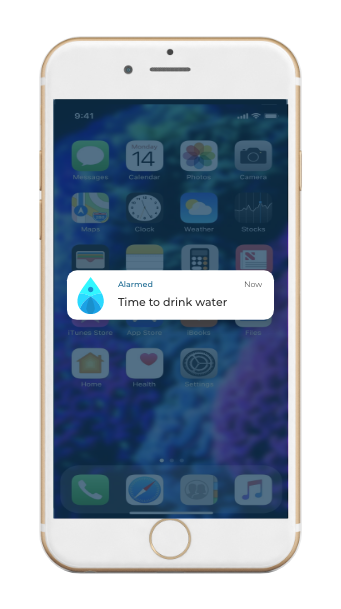 9:41
Monday
14
Messages
Calendar
Photos
Camera
Maps
Clock
Weather
Stocks
Alarmed
Now
Time to drink water
iTunes Store
App Store
iBooks
Files
Home
Health
Settings